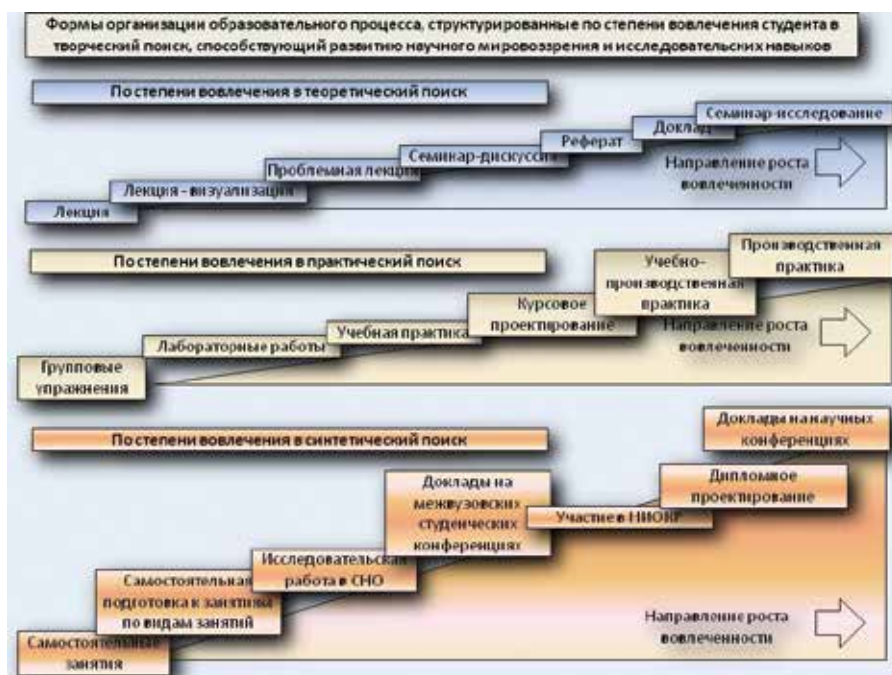 Формы организации образовательного процесса, структурированные по степени вовлечения студента в
творческий поиск, способствующий развитию научного мировоззрения и исследовательских навыков
По степени вовлечения в теоретический поиск
Лекция
Лекция - визуализация
Проблемная лекция
Семинар-дискуссия
Реферат
Доклад
Семинар-исследование
Направление роста
вовлеченности
По степени вовлечения в практический поиск
Групповые
упражнения
Лабораторные работы
Учебная практика
Курсовое
проектирование
Учебно-
производственная
практика
Производственная
практика
Направление роста
вовлеченности
По степени вовлечения в синтетический поиск
Самостоятельные
занятия
Самостоятельная
подготовка к занятиям
по видам занятий
Исследовательская
работа в СНО
Доклады на
межвузовских
студенческих
конференциях
Участие в НИОКР
Дипломное
проектирование
Доклады на научных
конференциях
Направление роста
вовлеченности